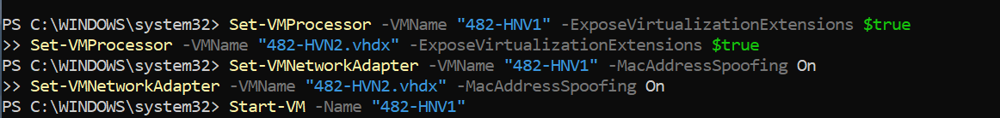 PS C:\WINDOWS\system32> Set-VMProcessor -VMName "482-HNV1" -ExposeVirtualizationExtensions $true
>> Set-VMProcessor -VMName "482-HVN2.vhdx" -ExposeVirtualizationExtensions $true
PS C:\WINDOWS\system32> Set-VMNetworkAdapter -VMName "482-HNV1" -MacAddressSpoofing On
>> Set-VMNetworkAdapter -VMName "482-HVN2.vhdx" -MacAddressSpoofing On
PS C:\WINDOWS\system32> Start-VM -Name "482-HNV1"